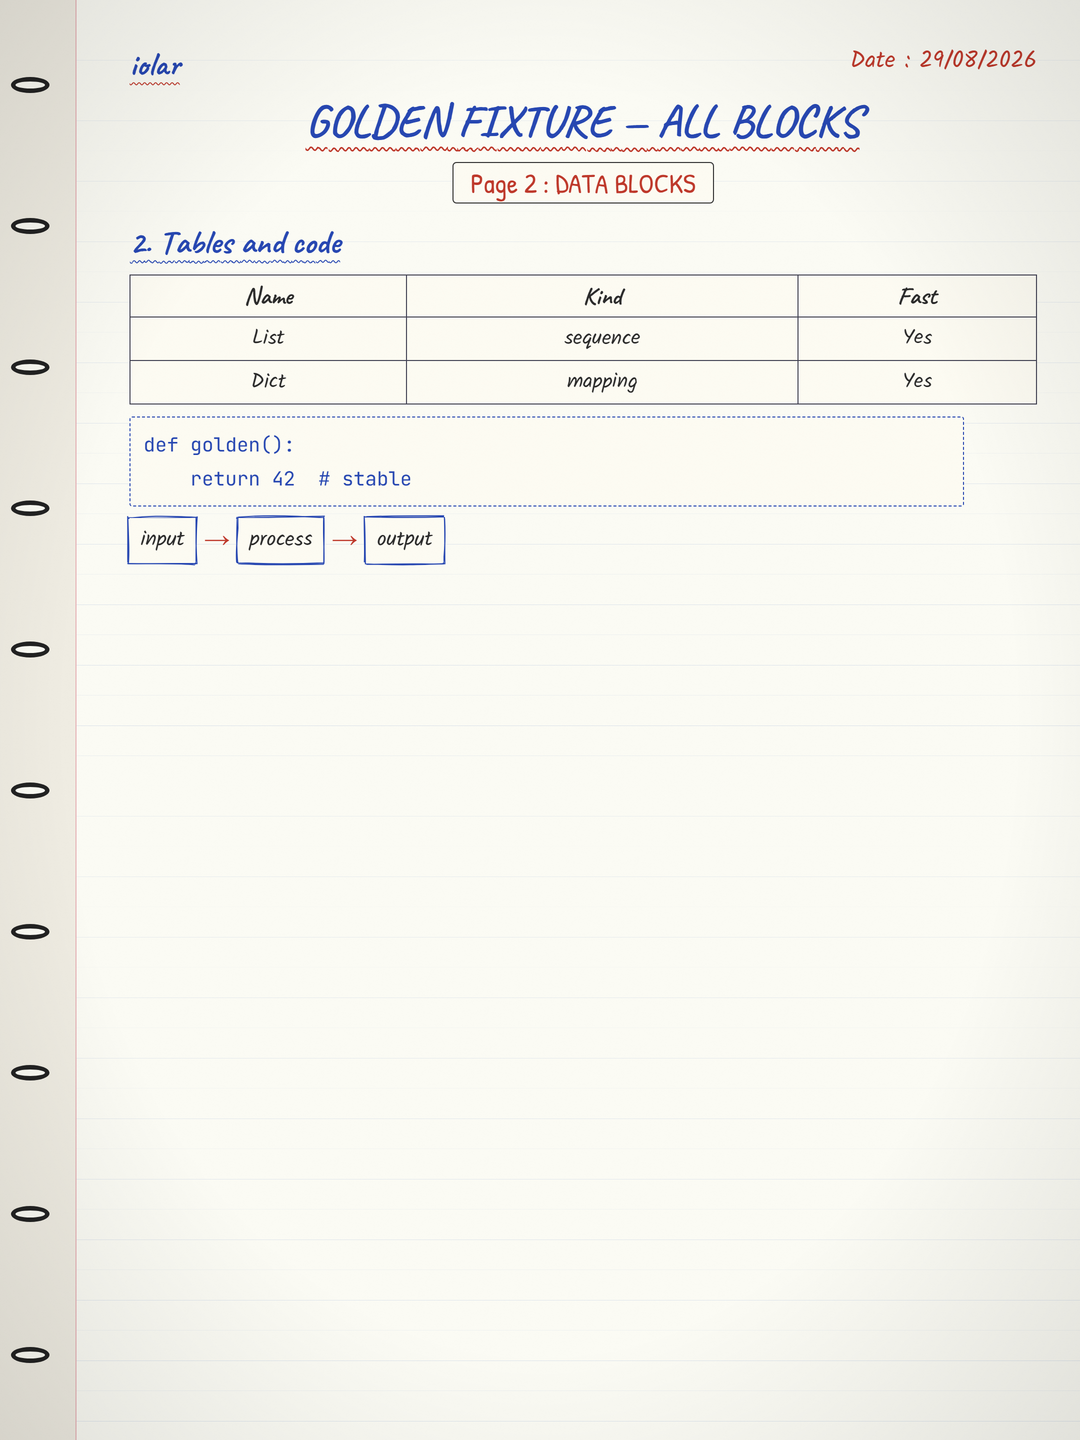 iolar
Date : 29/08/2026
GOLDEN FIXTURE – ALL BLOCKS
Page 2 : DATA BLOCKS
2. Tables and code
Name Kind Fast
List sequence Yes
Dict mapping Yes
def golden():
    return 42  # stable
input → process → output